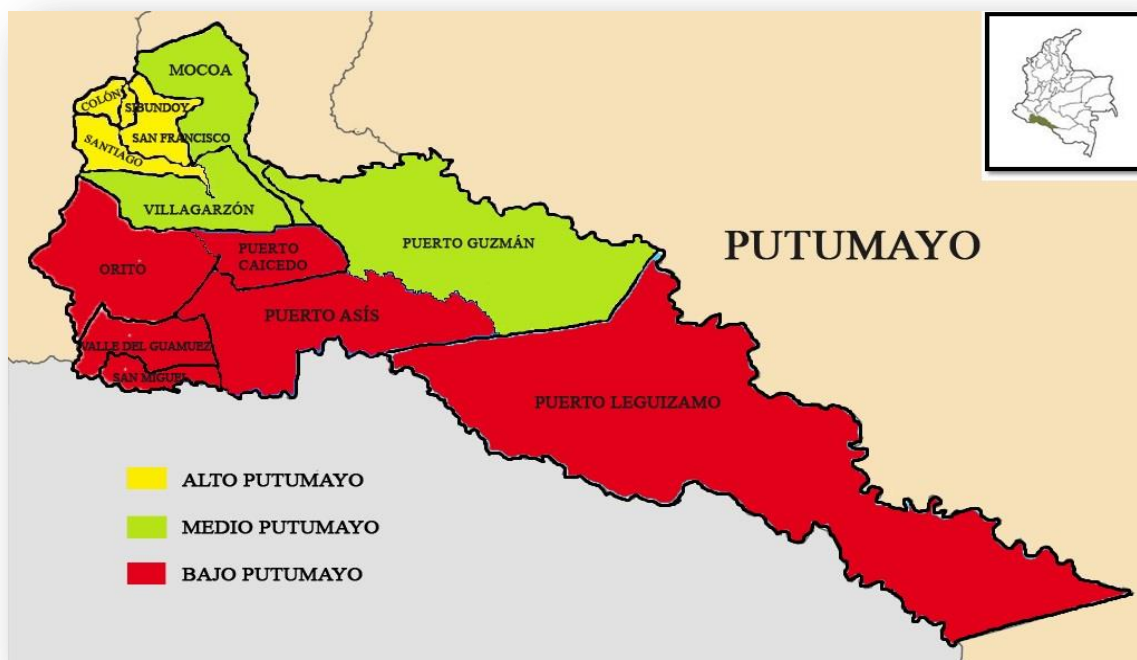 MOCOA
COLÓN
SIBUNDOY
SAN FRANCISCO
SANTIAGO
VILLAGARZÓN
PUERTO GUZMÁN
PUTUMAYO
PUERTO
CAICEDO
ORITO
PUERTO ASÍS
VALLE DEL GUAMUEZ
SAN MIGUEL
PUERTO LEGUIZAMO
ALTO PUTUMAYO
MEDIO PUTUMAYO
BAJO PUTUMAYO